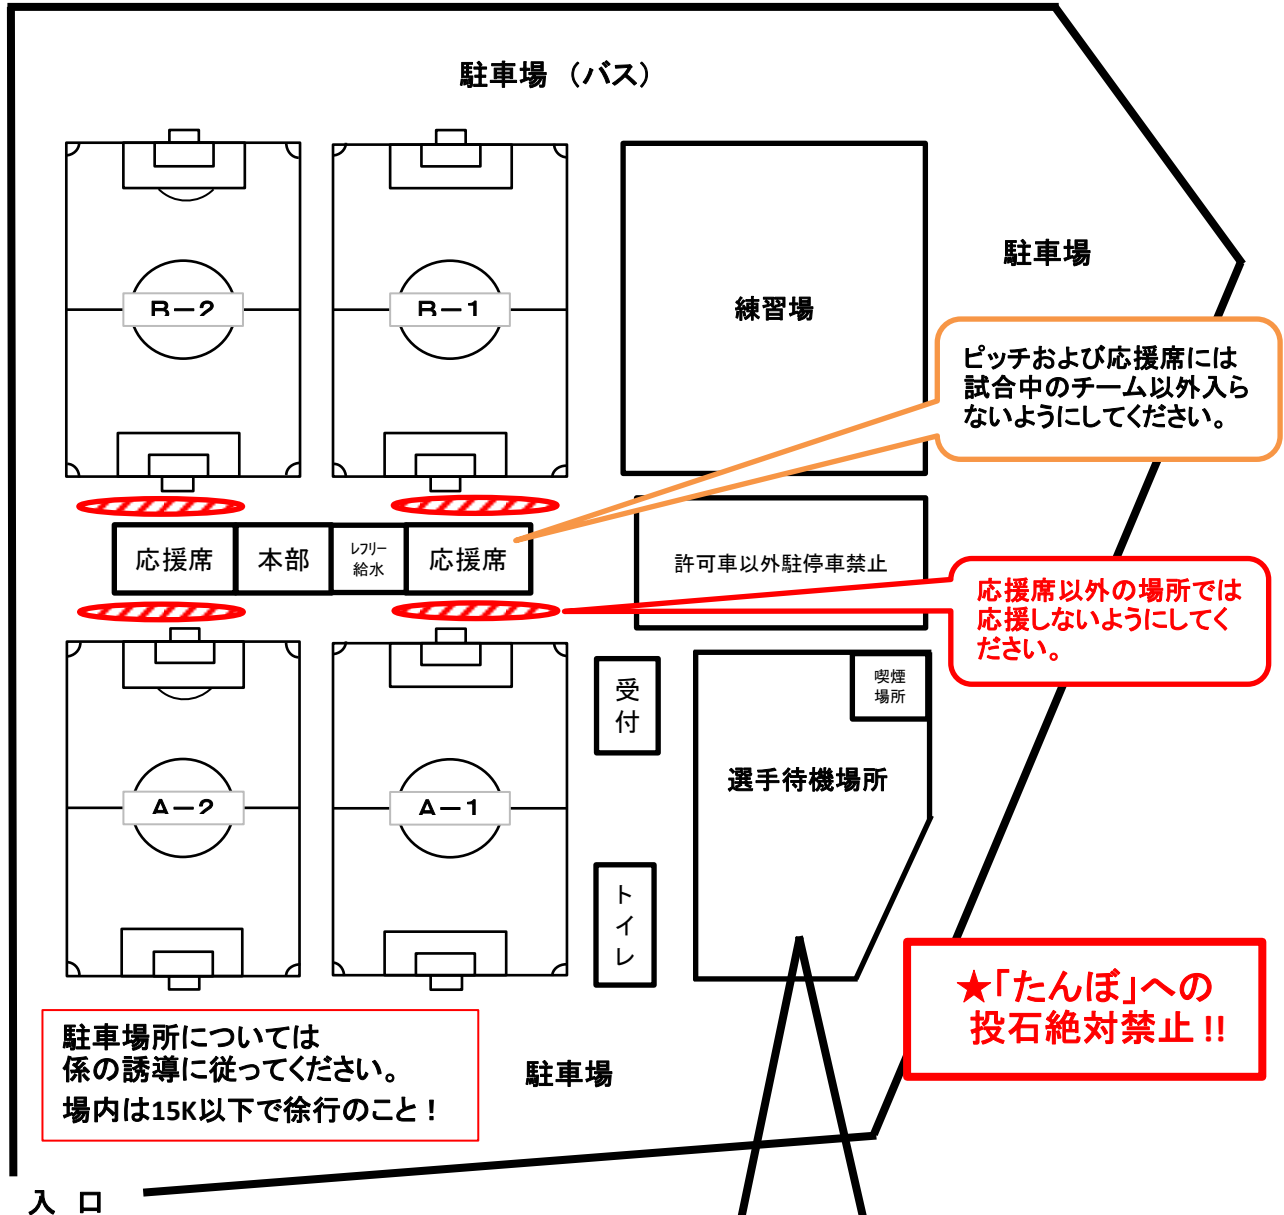 駐車場 （バス）
駐車場
B－2
B－1
練習場
ピッチおよび応援席には
試合中のチーム以外入ら
ないようにしてください。
応援席
本部
レフリー
給水
応援席
許可車以外駐停車禁止
応援席以外の場所では
応援しないようにしてく
ださい。
受付
喫煙
場所
選手待機場所
A－2
A－1
トイレ
★「たんぼ」への
投石絶対禁止!!
駐車場所については
係の誘導に従ってください。
場内は15K以下で徐行のこと！
駐車場
入 口